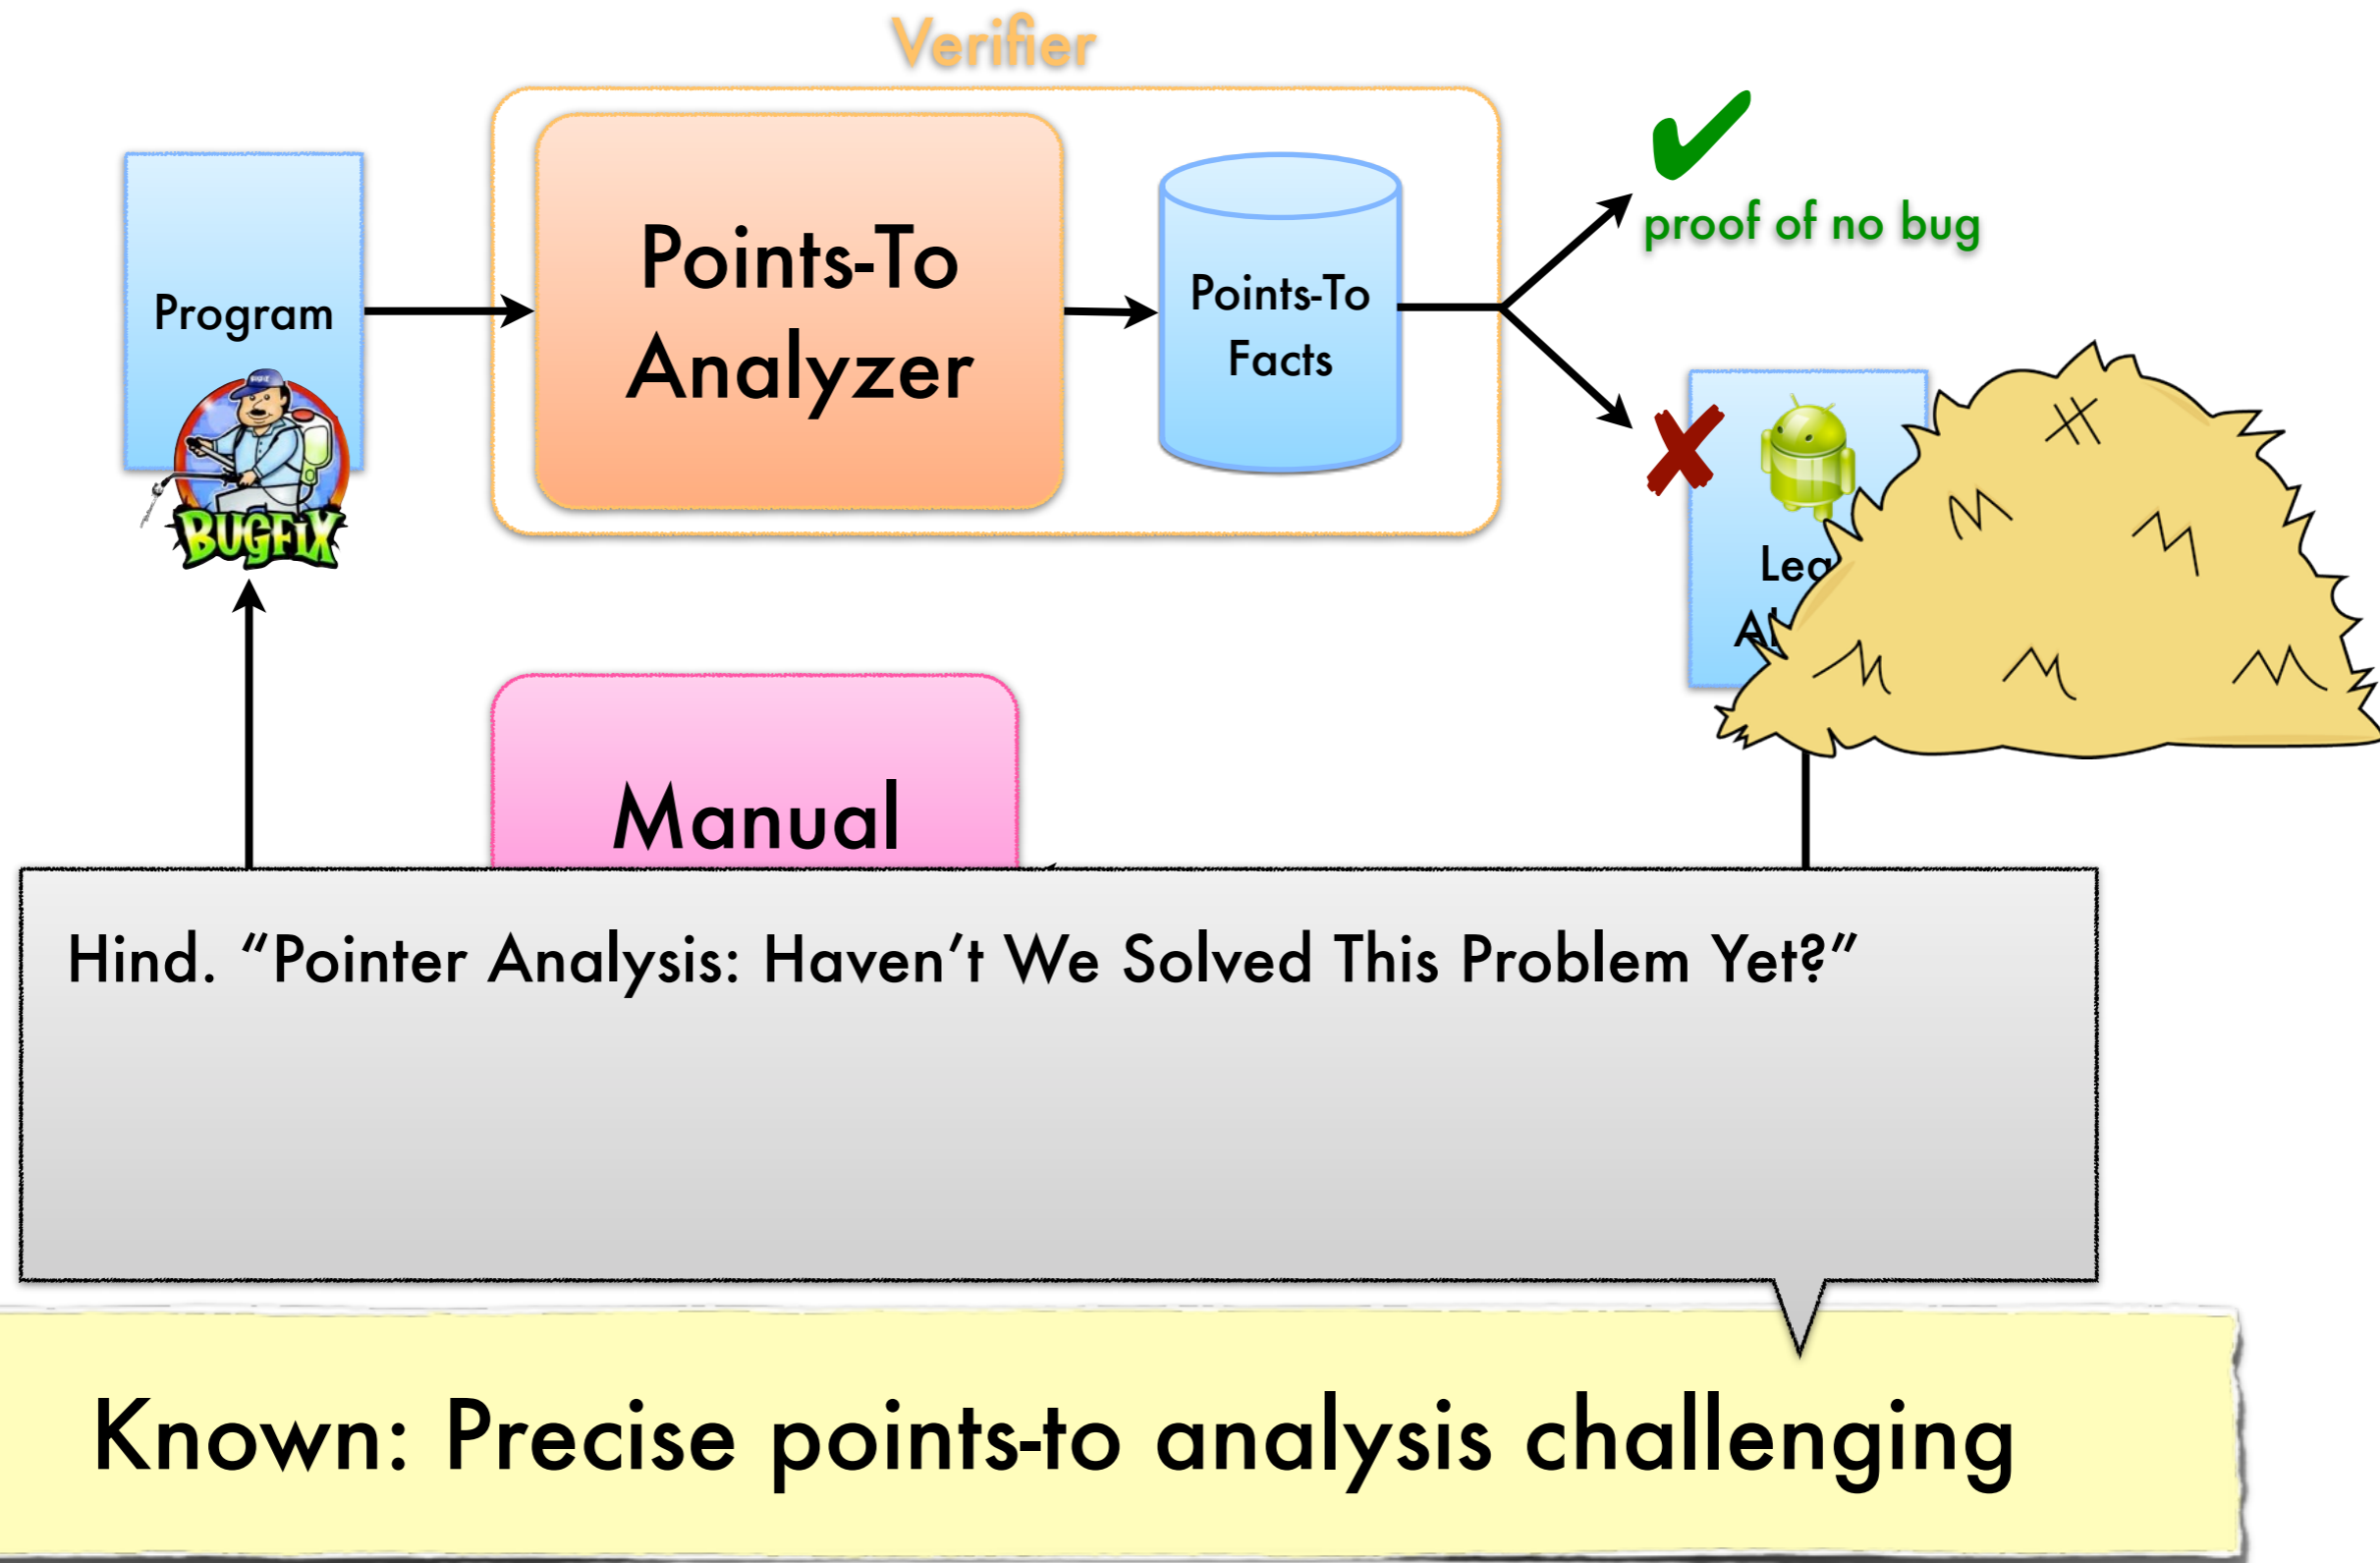 Verifier
Program
BUGFIX
Points-To
Analyzer
Points-To
Facts
proof of no bug
Manual
Hind. “Pointer Analysis: Haven’t We Solved This Problem Yet?”
Known: Precise points-to analysis challenging